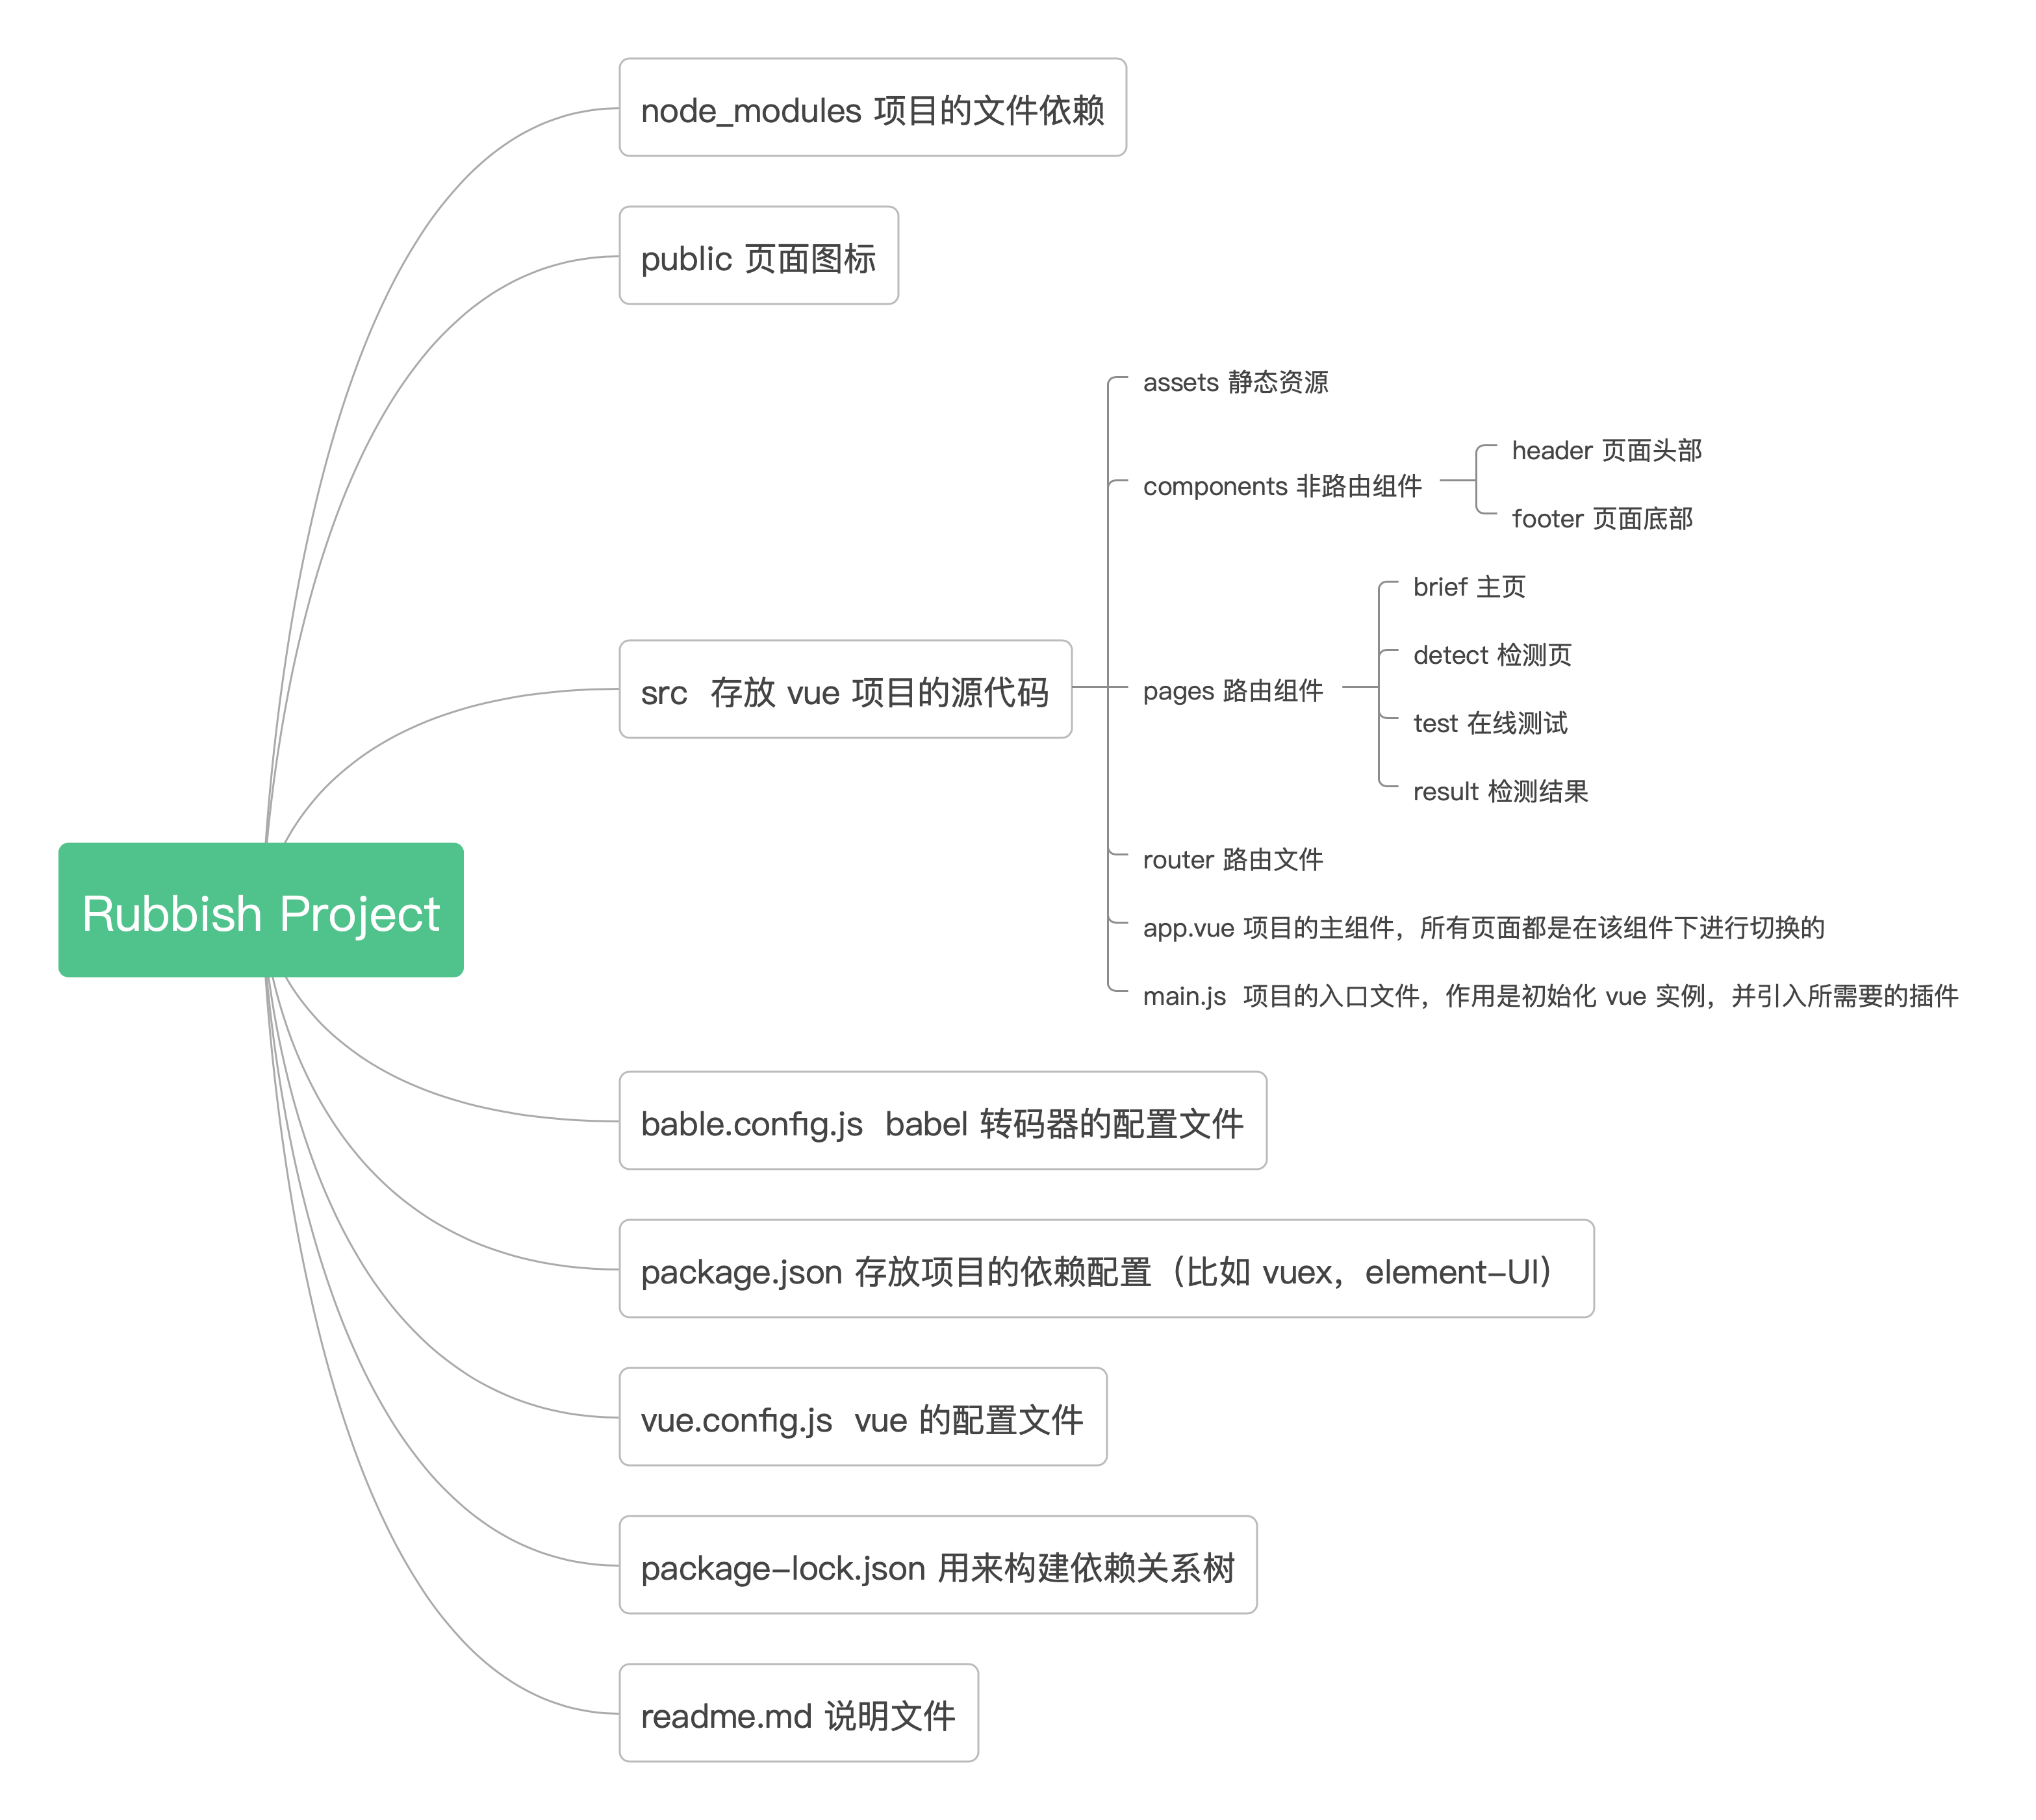 node_modules 项目的文件依赖
public 页面图标
assets 静态资源
header 页面头部
components 非路由组件
footer 页面底部
brief 主页
detect 检测页
src  存放 vue 项目的源代码
pages 路由组件
test 在线测试
result 检测结果
router 路由文件
Rubbish Project
app.vue 项目的主组件，所有页面都是在该组件下进行切换的
main.js  项目的入口文件，作用是初始化 vue 实例，并引入所需要的插件
bable.config.js  babel 转码器的配置文件
package.json 存放项目的依赖配置（比如 vuex，element-UI）
vue.config.js  vue 的配置文件
package-lock.json 用来构建依赖关系树
readme.md 说明文件